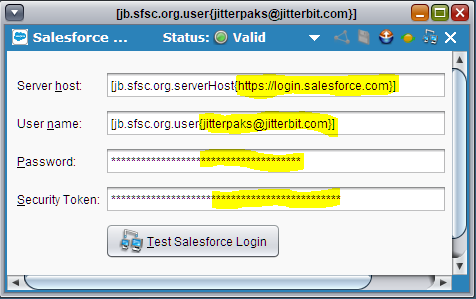 [jb.sfsc.org.user{jitterpaks@jitterbit.com}]
Salesforce ... Status: Valid
Server host: [jb.sfsc.org.serverHost{https://login.salesforce.com}]
User name: [jb.sfsc.org.user{jitterpaks@jitterbit.com}]
Password: **************************************
Security Token: **********************************************
Test Salesforce Login